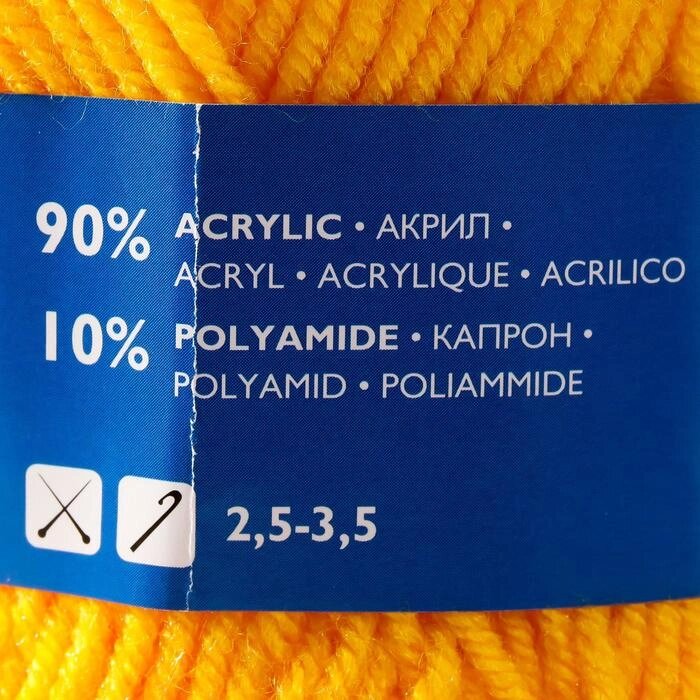 90% ACRYLIC • АКРИЛ •
ACRYL • ACRYLIQUE • ACRILICO
10% POLYAMIDE • КАПРОН •
POLYAMID • POLIAMMIDE
2,5-3,5